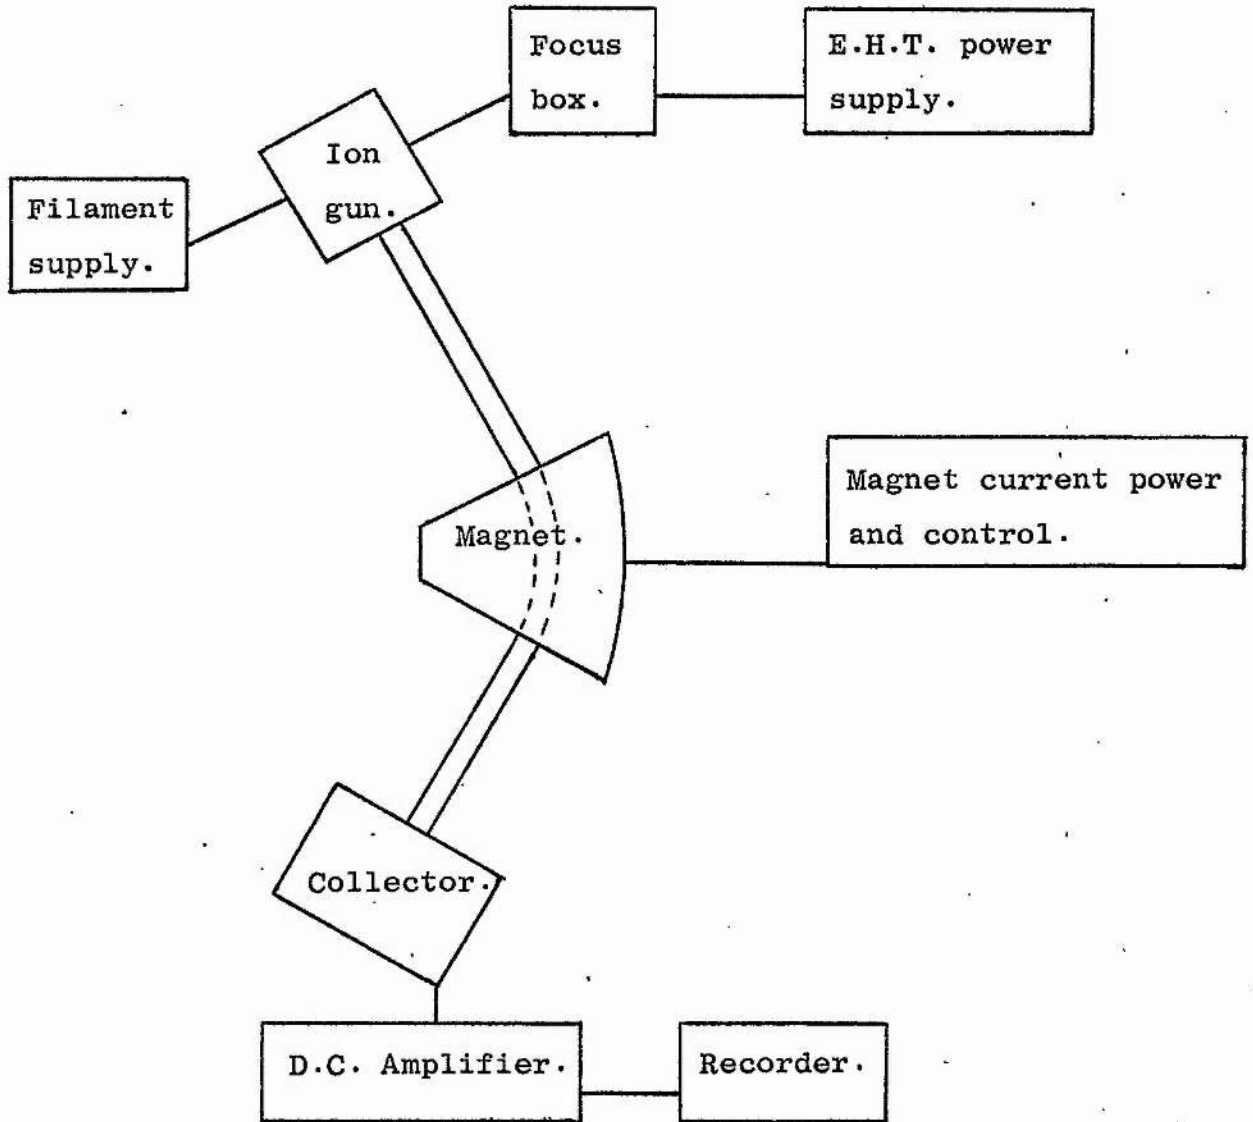 Focus
box.
E.H.T. power
supply.
Ion
gun.
Filament
supply.
Magnet.
Magnet current power
and control.
Collector.
D.C. Amplifier.
Recorder.